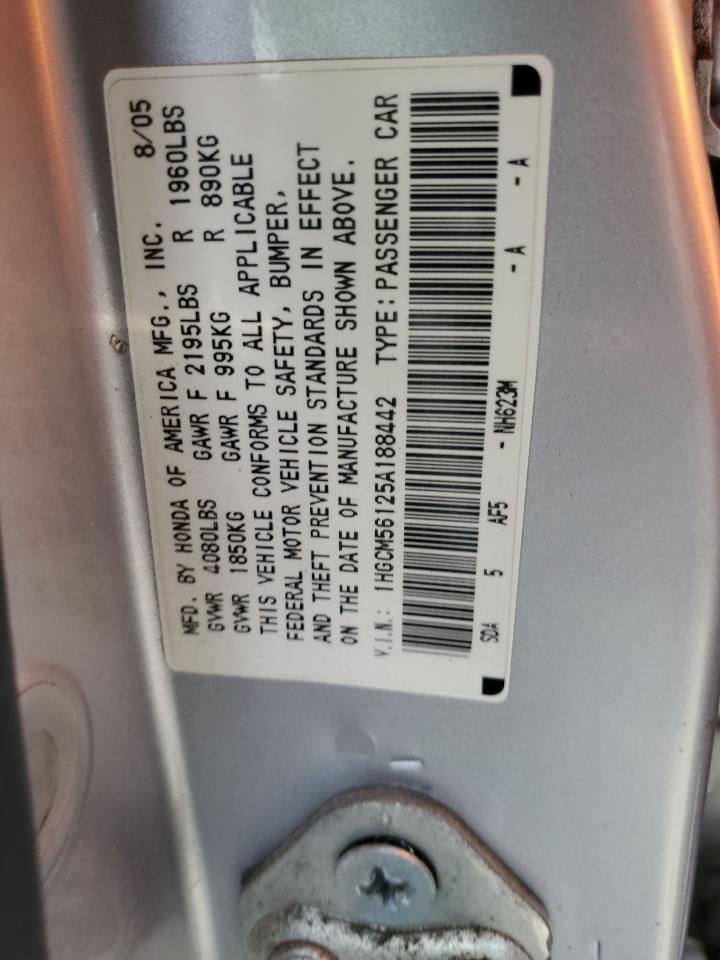 MFD. BY HONDA OF AMERICA MFG., INC. 8/05
GVWR 4080LBS GAWR F 2195LBS R 1960LBS
GVWR 1850KG GAWR F 995KG R 890KG
THIS VEHICLE CONFORMS TO ALL APPLICABLE
FEDERAL MOTOR VEHICLE SAFETY, BUMPER,
AND THEFT PREVENTION STANDARDS IN EFFECT
ON THE DATE OF MANUFACTURE SHOWN ABOVE.
V.I.N.: 1HGCM56125A188442 TYPE:PASSENGER CAR
SDA 5 AF5 - NH623M - A - A